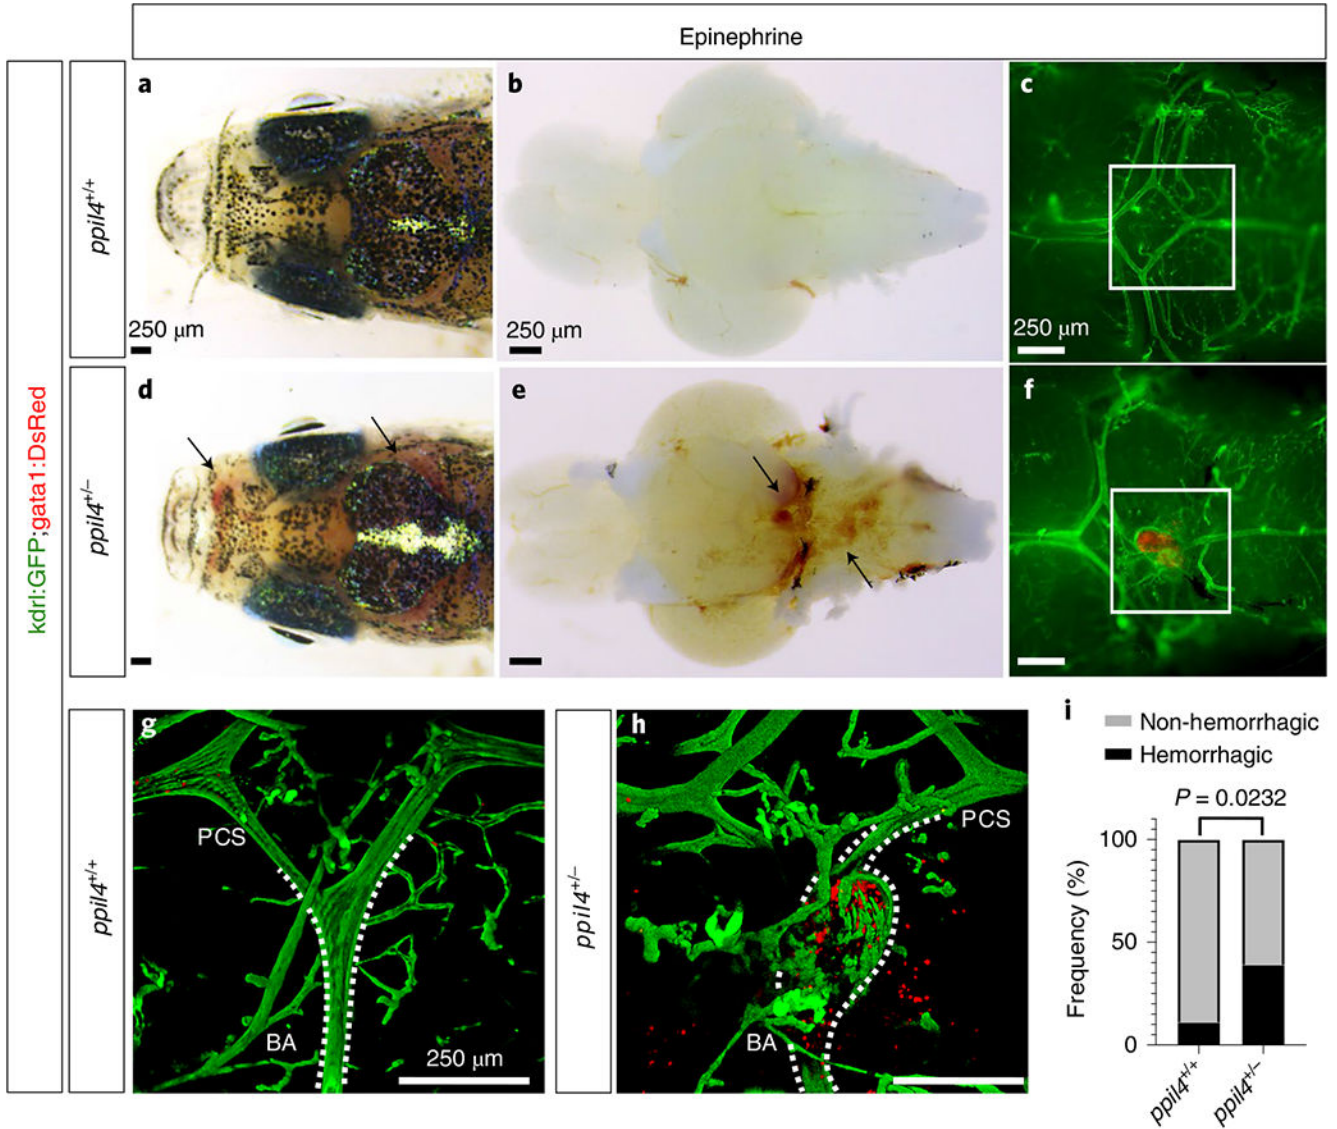 Epinephrine
kdrl:GFP;gata1:DsRed
ppil4+/+
a
250 μm
b
250 μm
c
250 μm
ppil4+/−
d
e
f
ppil4+/+
g
PCS
BA
250 μm
ppil4+/−
h
PCS
BA
i
Non-hemorrhagic
Hemorrhagic
P = 0.0232
Frequency (%)
100
50
0
ppil4+/+
ppil4+/−